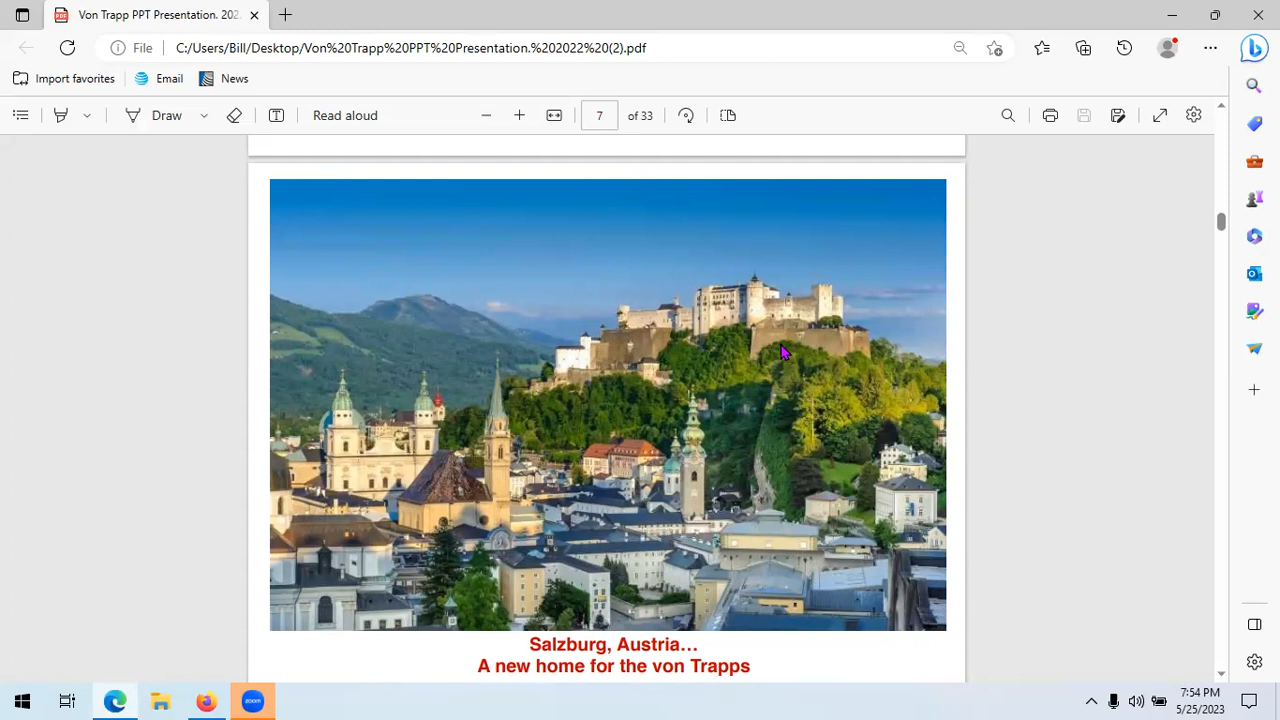 Von Trapp PPT Presentation. 202
File
C:/Users/Bill/Desktop/Von%20Trapp%20PPT%20Presentation.%202022%20(2).pdf
Import favorites
Email
News
Draw
Read aloud
7
of 33
Salzburg, Austria…
A new home for the von Trapps
zoom
7:54 PM
5/25/2023